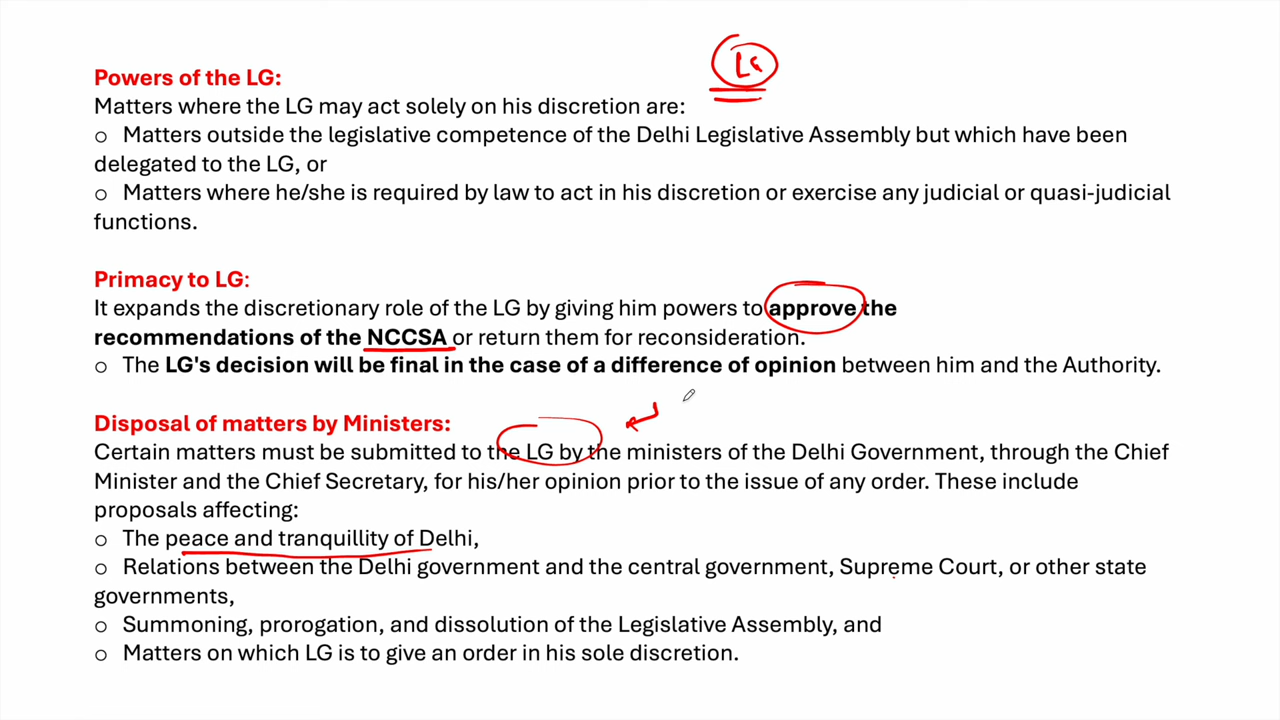 LG
Powers of the LG:
Matters where the LG may act solely on his discretion are:
o Matters outside the legislative competence of the Delhi Legislative Assembly but which have been
delegated to the LG, or
o Matters where he/she is required by law to act in his discretion or exercise any judicial or quasi-judicial
functions.
Primacy to LG:
It expands the discretionary role of the LG by giving him powers to approve the
recommendations of the NCCSA or return them for reconsideration.
o The LG's decision will be final in the case of a difference of opinion between him and the Authority.
Disposal of matters by Ministers:
Certain matters must be submitted to the LG by the ministers of the Delhi Government, through the Chief
Minister and the Chief Secretary, for his/her opinion prior to the issue of any order. These include
proposals affecting:
o The peace and tranquillity of Delhi,
o Relations between the Delhi government and the central government, Supreme Court, or other state
governments,
o Summoning, prorogation, and dissolution of the Legislative Assembly, and
o Matters on which LG is to give an order in his sole discretion.